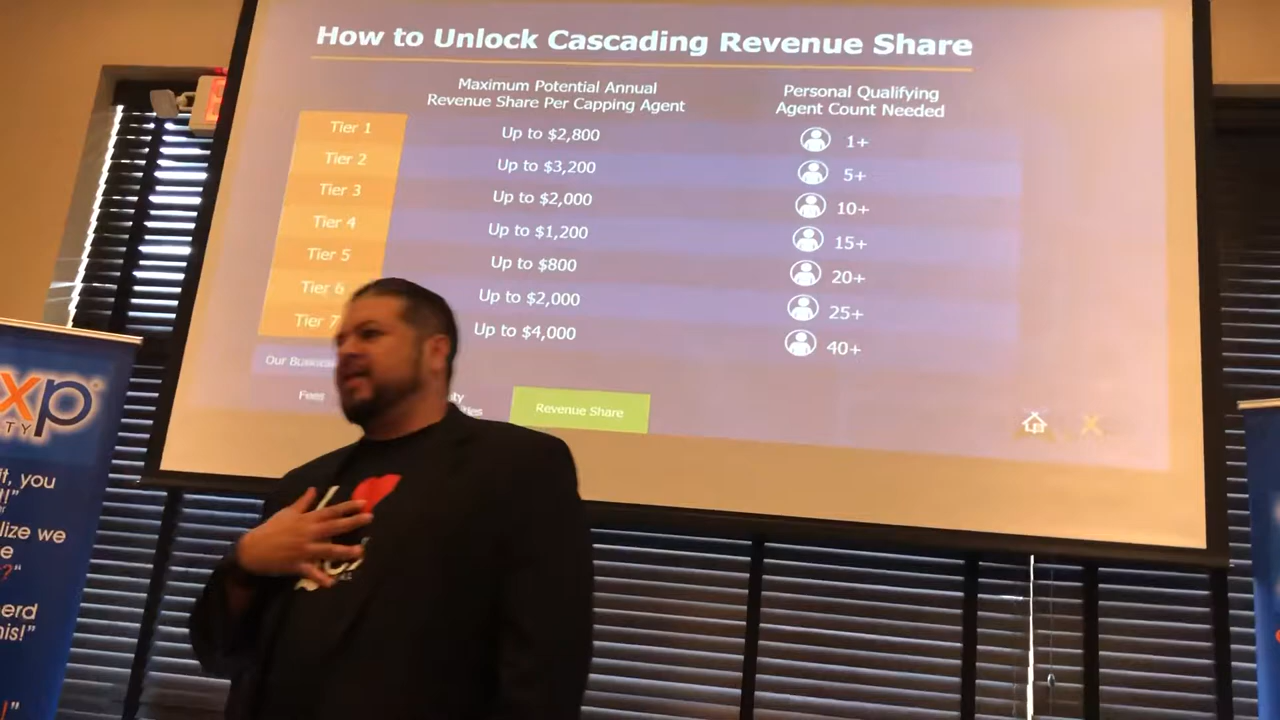 How to Unlock Cascading Revenue Share
Maximum Potential Annual
Revenue Share Per Capping Agent
Personal Qualifying
Agent Count Needed
Tier 1 Up to $2,800 1+
Tier 2 Up to $3,200 5+
Tier 3 Up to $2,000 10+
Tier 4 Up to $1,200 15+
Tier 5 Up to $800 20+
Tier 6 Up to $2,000 25+
Tier 7 Up to $4,000 40+
Our
Fees
Revenue Share
xp
TY
it, you
!"
lize we
e
?"
erd
his!"
!"